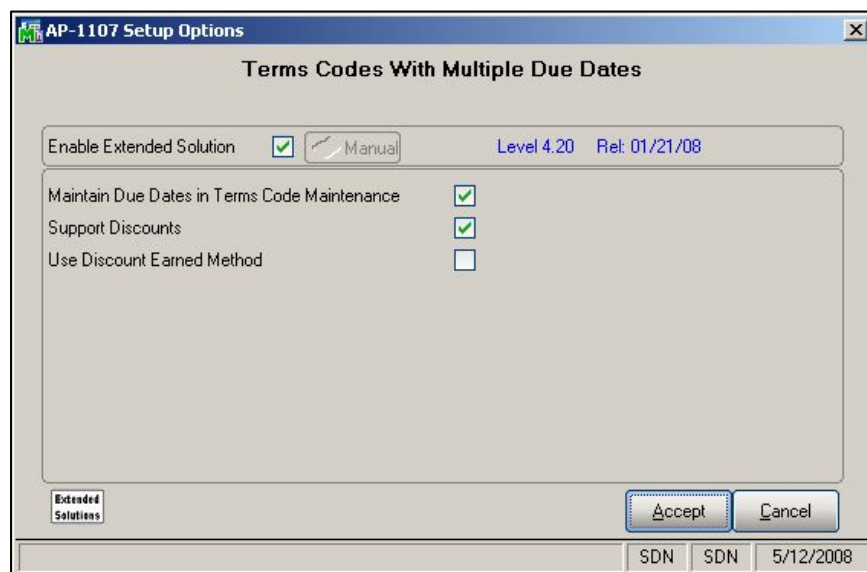 AP-1107 Setup Options
Terms Codes With Multiple Due Dates
Enable Extended Solution Manual Level 4.20 Rel: 01/21/08
Maintain Due Dates in Terms Code Maintenance
Support Discounts
Use Discount Earned Method
Extended
Solutions
Accept Cancel
SDN SDN 5/12/2008